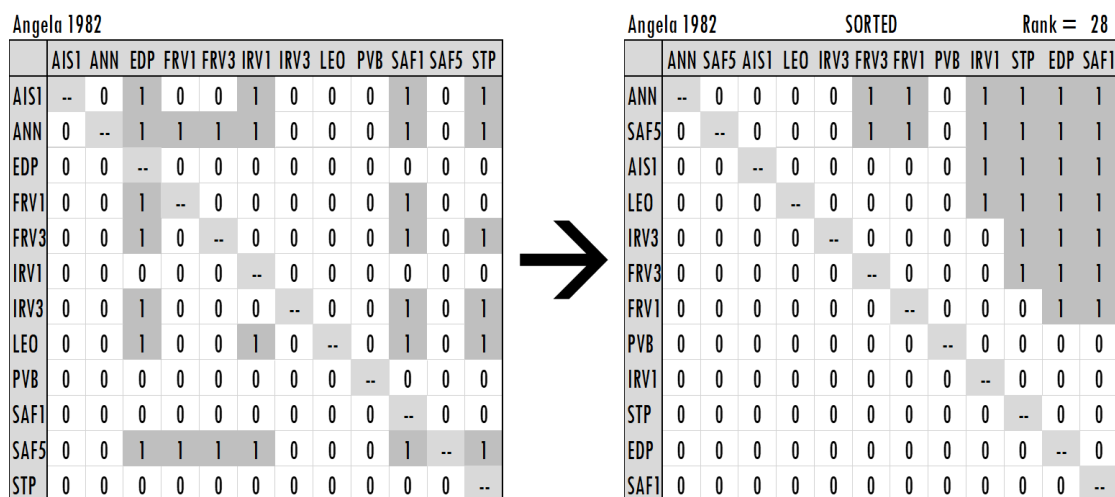 Angela 1982
AIS1 ANN EDP FRV1 FRV3 IRV1 IRV3 LEO PVB SAF1 SAF5 STP
AIS1 -- 0 1 0 0 1 0 0 0 1 0 1
ANN 0 -- 1 1 1 1 0 0 0 1 0 1
EDP 0 0 -- 0 0 0 0 0 0 0 0 0
FRV1 0 0 1 -- 0 0 0 0 0 1 0 0
FRV3 0 0 1 0 -- 0 0 0 0 1 0 1
IRV1 0 0 0 0 0 -- 0 0 0 0 0 0
IRV3 0 0 1 0 0 0 -- 0 0 1 0 1
LEO 0 0 1 0 0 1 0 -- 0 1 0 1
PVB 0 0 0 0 0 0 0 0 -- 0 0 0
SAF1 0 0 0 0 0 0 0 0 0 -- 0 0
SAF5 0 0 1 1 1 1 0 0 0 1 -- 1
STP 0 0 0 0 0 0 0 0 0 0 0 --
Angela 1982 SORTED Rank = 28
ANN SAF5 AIS1 LEO IRV3 FRV3 FRV1 PVB IRV1 STP EDP SAF1
ANN -- 0 0 0 0 1 1 0 1 1 1 1
SAF5 0 -- 0 0 0 1 1 0 1 1 1 1
AIS1 0 0 -- 0 0 0 0 0 1 1 1 1
LEO 0 0 0 -- 0 0 0 0 1 1 1 1
IRV3 0 0 0 0 -- 0 0 0 0 1 1 1
FRV3 0 0 0 0 0 -- 0 0 0 1 1 1
FRV1 0 0 0 0 0 0 -- 0 0 0 1 1
PVB 0 0 0 0 0 0 0 -- 0 0 0 0
IRV1 0 0 0 0 0 0 0 0 -- 0 0 0
STP 0 0 0 0 0 0 0 0 0 -- 0 0
EDP 0 0 0 0 0 0 0 0 0 0 -- 0
SAF1 0 0 0 0 0 0 0 0 0 0 0 --